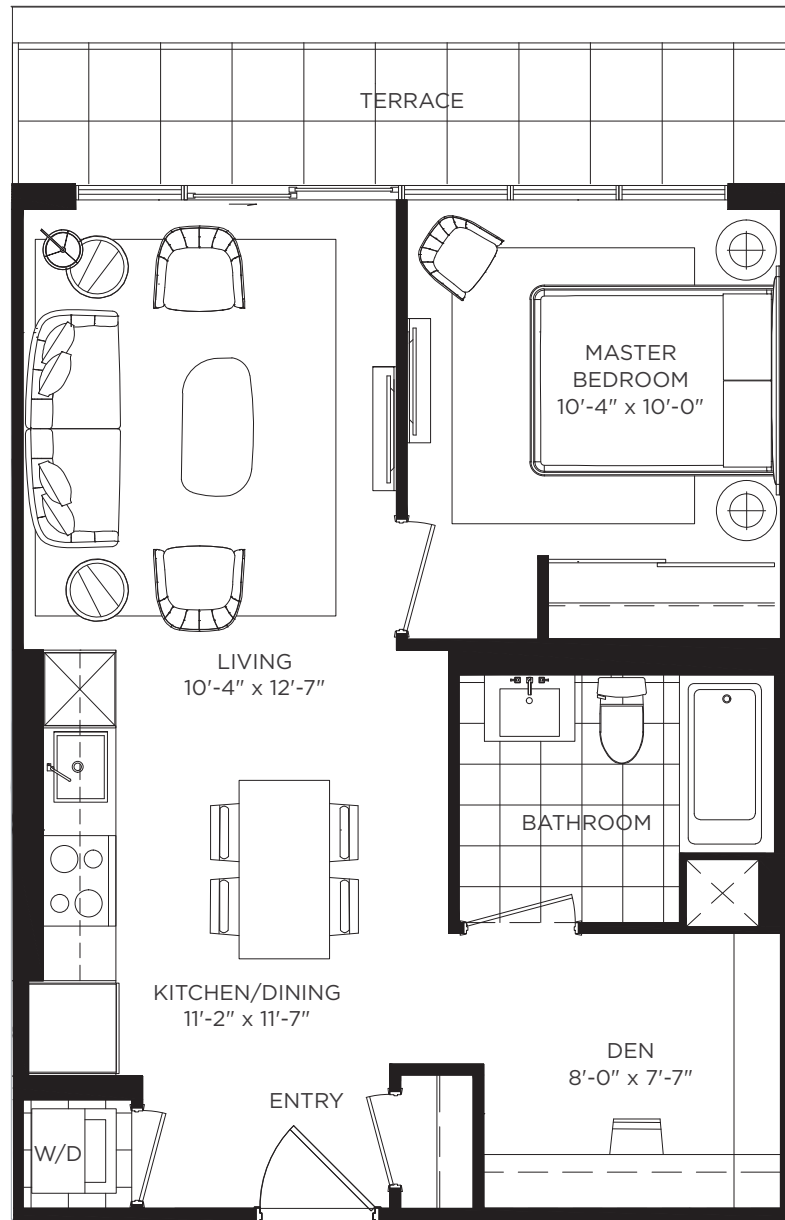 TERRACE
MASTER
BEDROOM
10'-4" x 10'-0"
LIVING
10'-4" x 12'-7"
BATHROOM
KITCHEN/DINING
11'-2" x 11'-7"
DEN
8'-0" x 7'-7"
ENTRY
W/D